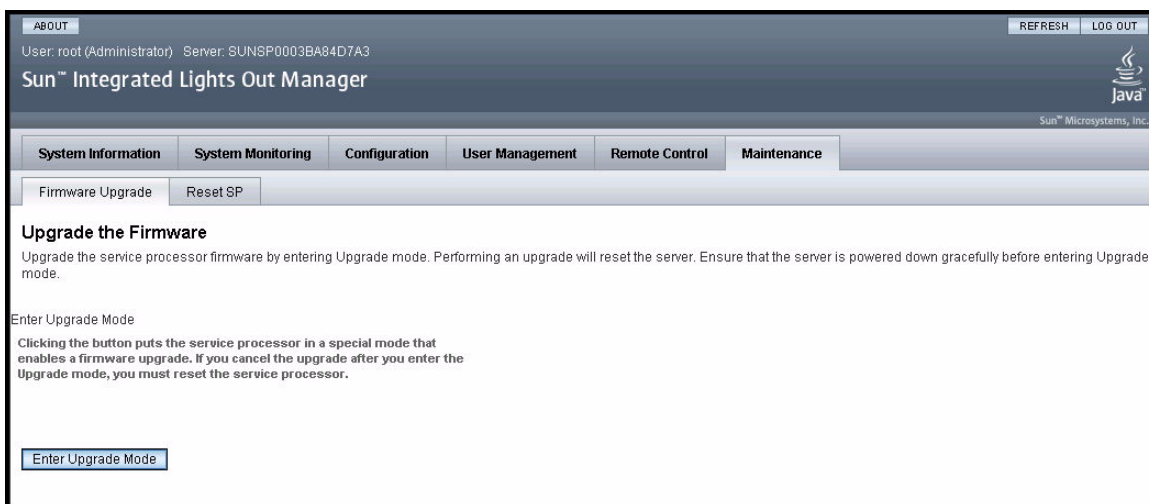 ABOUT
REFRESH
LOG OUT
User: root (Administrator) Server: SUNSP0003BA84D7A3
Sun™ Integrated Lights Out Manager
Java™
Sun™ Microsystems, Inc.
System Information
System Monitoring
Configuration
User Management
Remote Control
Maintenance
Firmware Upgrade
Reset SP
Upgrade the Firmware
Upgrade the service processor firmware by entering Upgrade mode. Performing an upgrade will reset the server. Ensure that the server is powered down gracefully before entering Upgrade
mode.
Enter Upgrade Mode
Clicking the button puts the service processor in a special mode that
enables a firmware upgrade. If you cancel the upgrade after you enter the
Upgrade mode, you must reset the service processor.
Enter Upgrade Mode